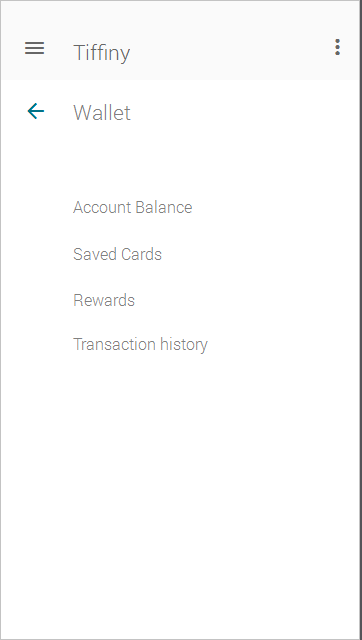 Tiffiny
Wallet
Account Balance
Saved Cards
Rewards
Transaction history